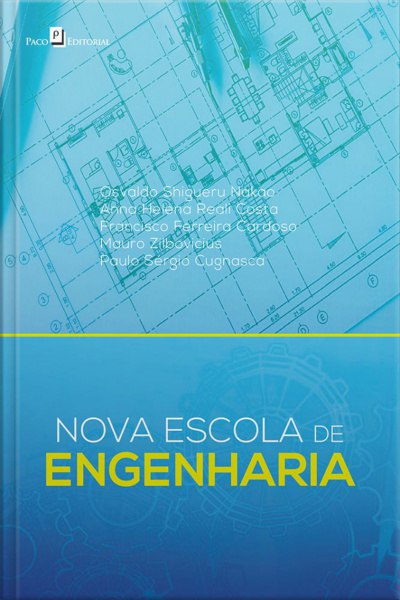 PACO EDITORIAL
Osvaldo Shigueru Nakao
Anna Helena Reali Costa
Francisco Ferreira Cardoso
Mauro Zilbovicius
Paulo Sergio Cugnasca
NOVA ESCOLA DE
ENGENHARIA